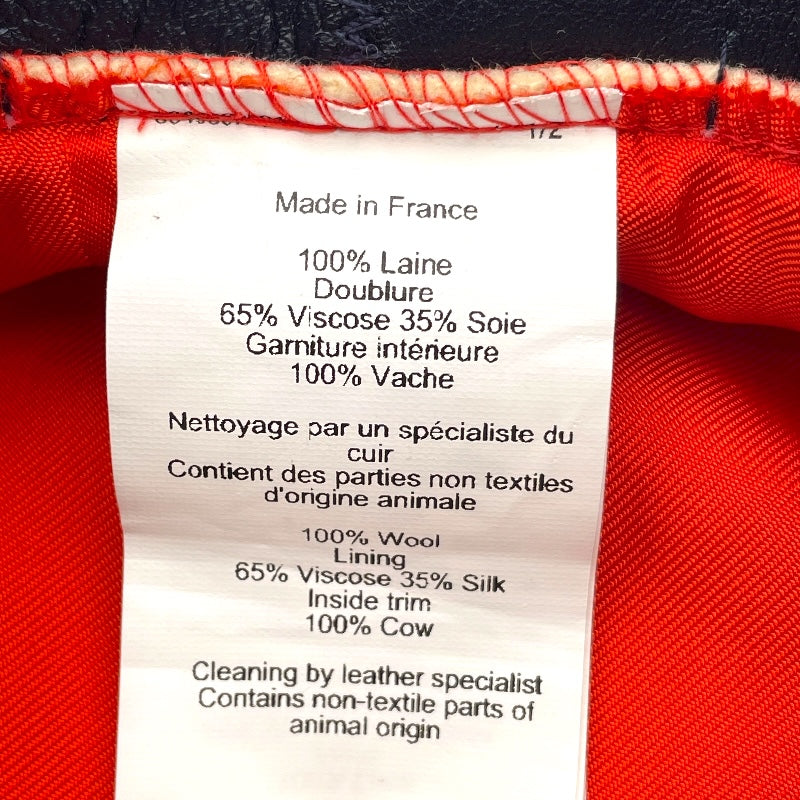 1/2
Made in France
100% Laine
Doublure
65% Viscose 35% Soie
Garniture intérieure
100% Vache
Nettoyage par un spécialiste du
cuir
Contient des parties non textiles
d'origine animale
100% Wool
Lining
65% Viscose 35% Silk
Inside trim
100% Cow
Cleaning by leather specialist
Contains non-textile parts of
animal origin